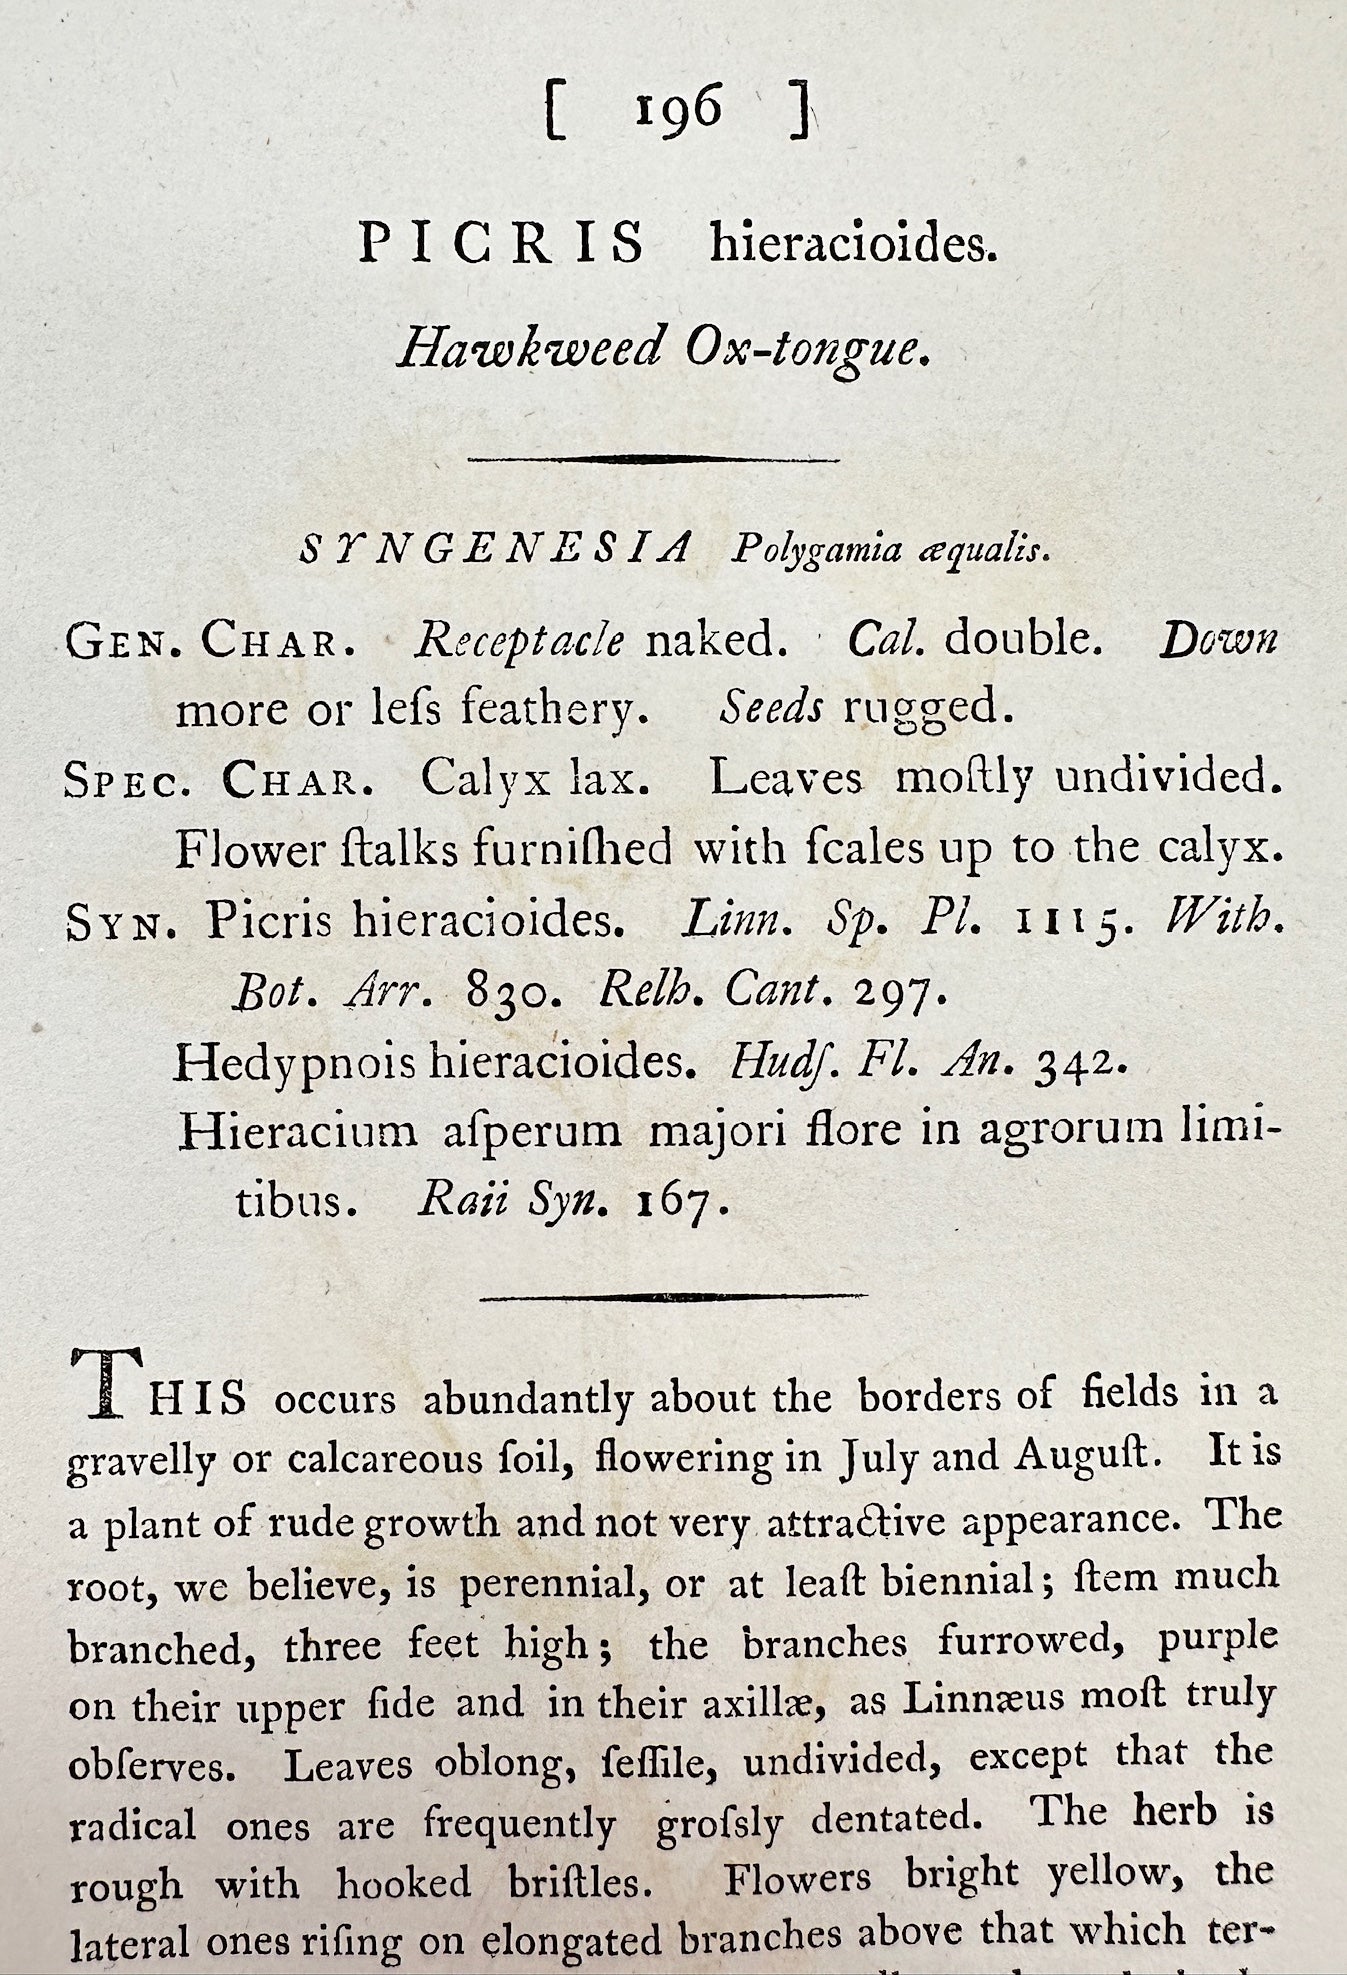 [ 196 ]
PICRIS hieracioides.
Hawkweed Ox-tongue.
SYNGENESIA Polygamia æqualis.
GEN. CHAR. Receptacle naked. Cal. double. Down
more or leſs feathery. Seeds rugged.
SPEC. CHAR. Calyx lax. Leaves moſtly undivided.
Flower ſtalks furniſhed with ſcales up to the calyx.
SYN. Picris hieracioides. Linn. Sp. Pl. 1115. With.
Bot. Arr. 830. Relh. Cant. 297.
Hedypnois hieracioides. Hudſ. Fl. An. 342.
Hieracium aſperum majori flore in agrorum limi-
tibus. Raii Syn. 167.
THIS occurs abundantly about the borders of fields in a
gravelly or calcareous ſoil, flowering in July and Auguſt. It is
a plant of rude growth and not very attractive appearance. The
root, we believe, is perennial, or at leaſt biennial; ſtem much
branched, three feet high; the branches furrowed, purple
on their upper ſide and in their axillæ, as Linnæus moſt truly
obſerves. Leaves oblong, ſeſſile, undivided, except that the
radical ones are frequently groſsly dentated. The herb is
rough with hooked briſtles. Flowers bright yellow, the
lateral ones riſing on elongated branches above that which ter-